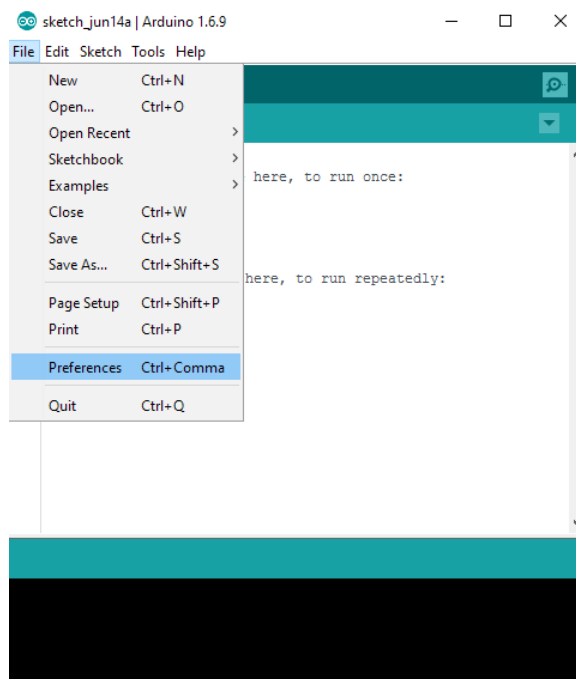 sketch_jun14a | Arduino 1.6.9
File Edit Sketch Tools Help
New Ctrl+N
Open... Ctrl+O
Open Recent
Sketchbook
Examples
Close Ctrl+W
Save Ctrl+S
Save As... Ctrl+Shift+S
Page Setup Ctrl+Shift+P
Print Ctrl+P
Preferences Ctrl+Comma
Quit Ctrl+Q
here, to run once:
here, to run repeatedly: